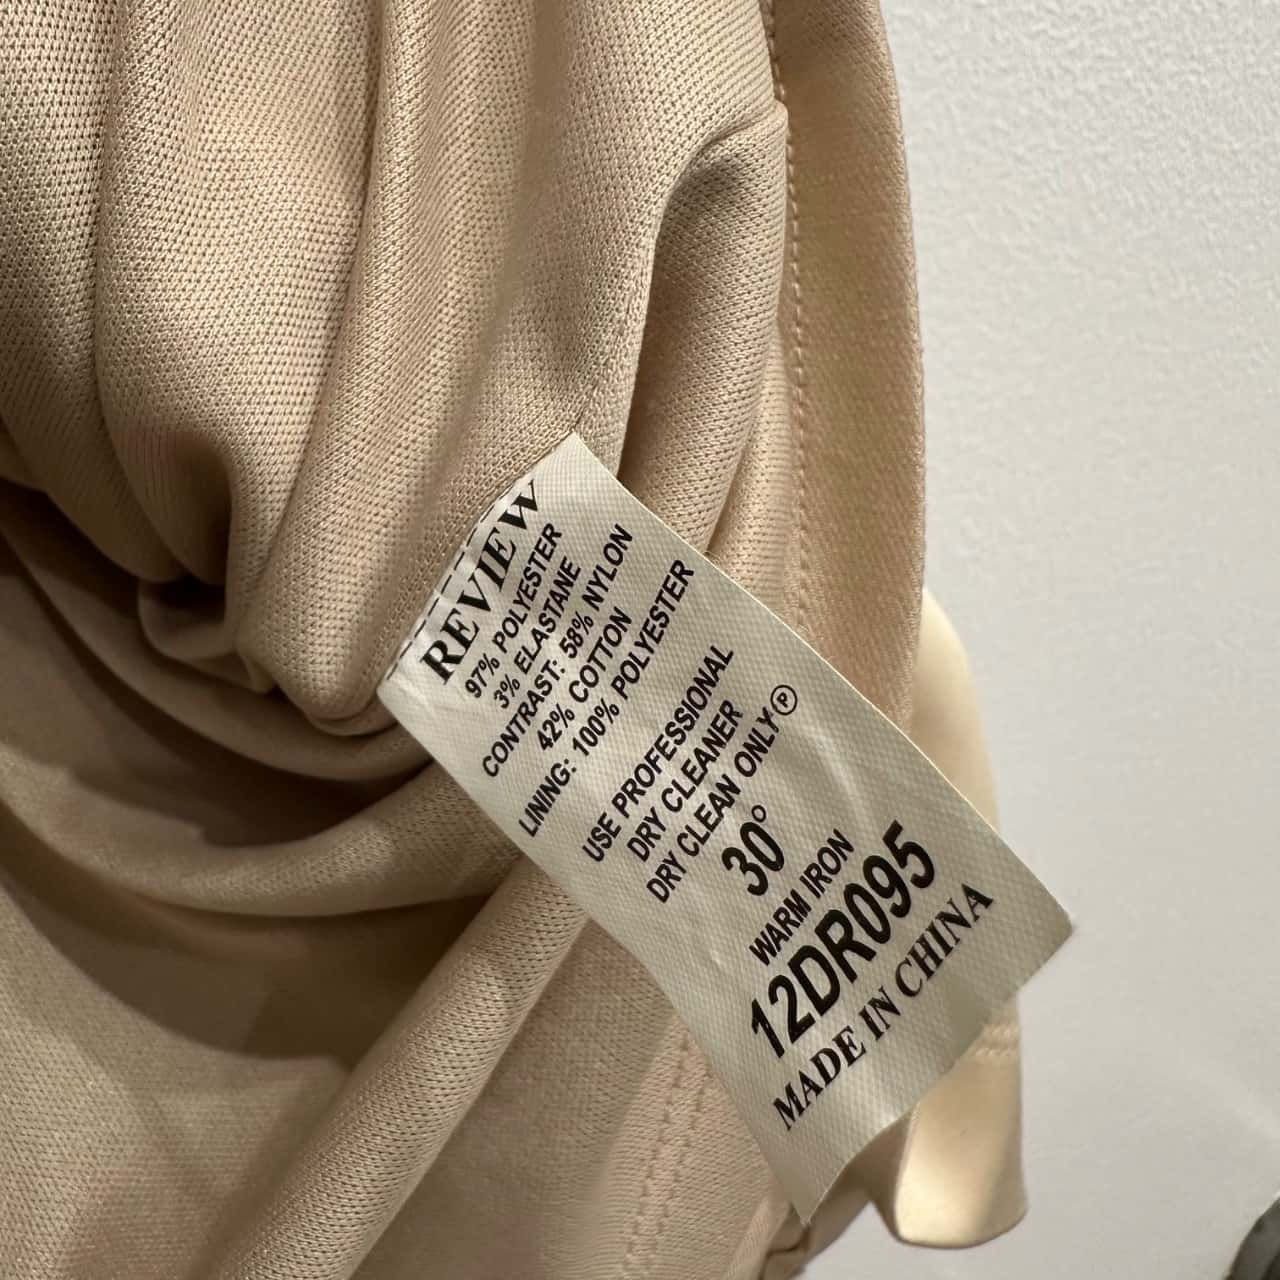 REVIEW
97% POLYESTER
3% ELASTANE
CONTRAST: 58% NYLON
42% COTTON
LINING: 100% POLYESTER
USE PROFESSIONAL
DRY CLEANER
DRY CLEAN ONLY Ⓟ
30°
WARM IRON
12DR095
MADE IN CHINA